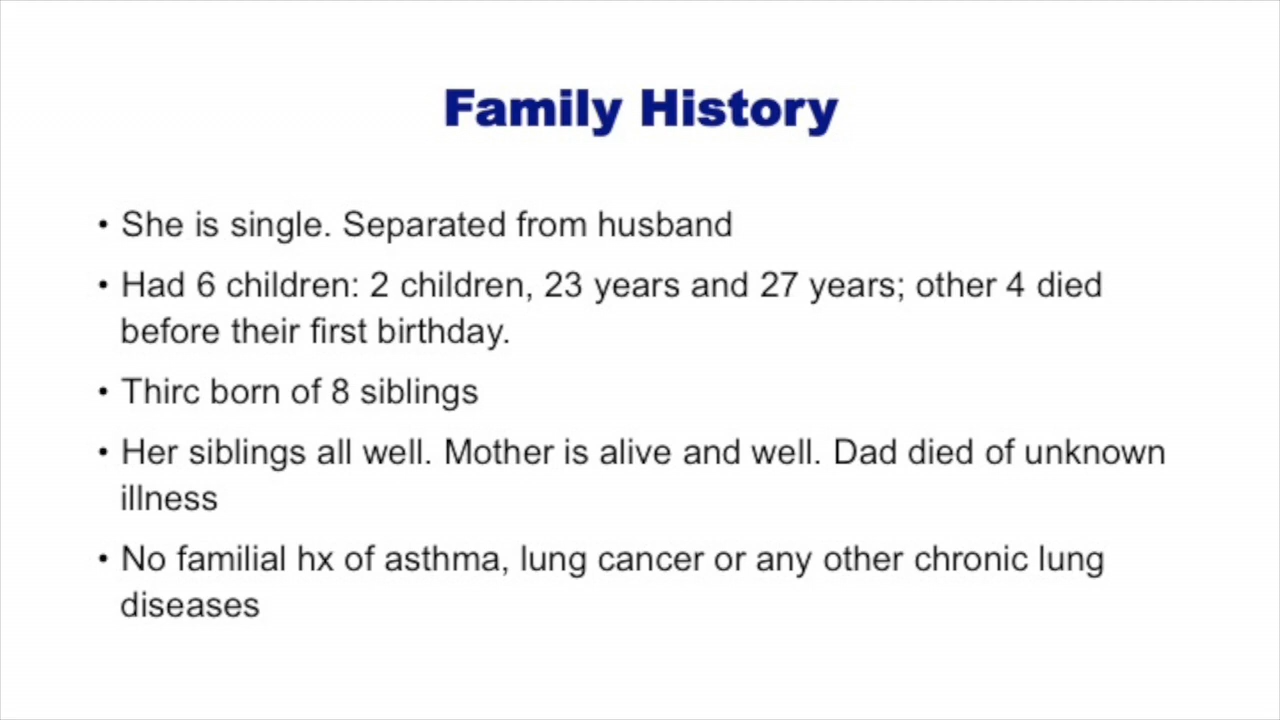 Family History
• She is single. Separated from husband
• Had 6 children: 2 children, 23 years and 27 years; other 4 died
before their first birthday.
• Thirc born of 8 siblings
• Her siblings all well. Mother is alive and well. Dad died of unknown
illness
• No familial hx of asthma, lung cancer or any other chronic lung
diseases